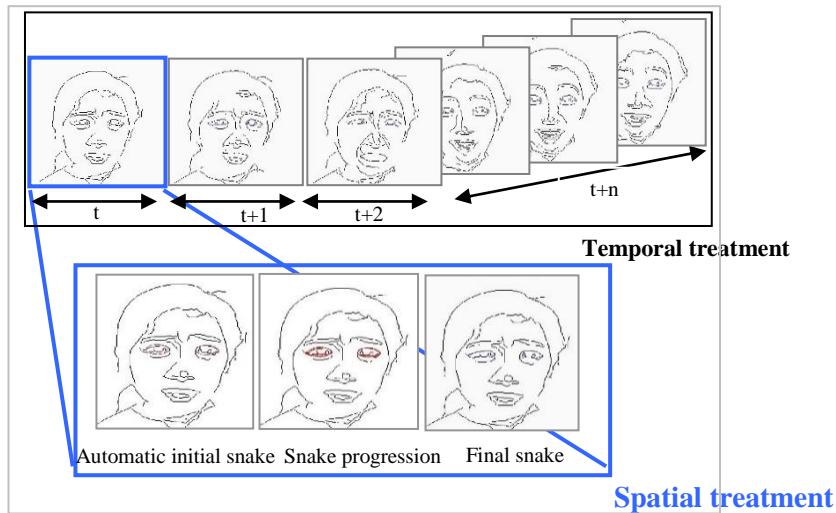 t
t+1
t+2
t+n
Temporal treatment
Automatic initial snake
Snake progression
Final snake
Spatial treatment